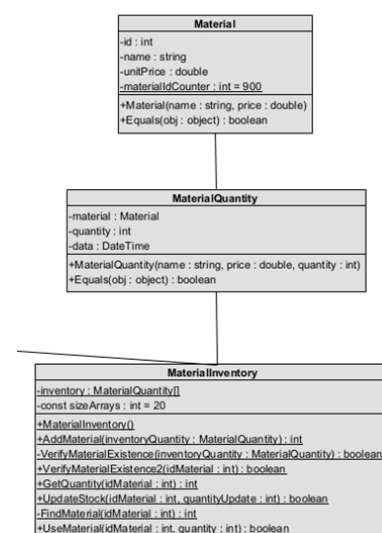 Material
-id : int
-name : string
-unitPrice : double
-materialIdCounter : int = 900
+Material(name : string, price : double)
+Equals(obj : object) : boolean
MaterialQuantity
-material : Material
-quantity : int
-data : DateTime
+MaterialQuantity(name : string, price : double, quantity : int)
+Equals(obj : object) : boolean
MaterialInventory
-inventory : MaterialQuantity[]
-const sizeArrays : int = 20
+MaterialInventory()
+AddMaterial(inventoryQuantity : MaterialQuantity) : int
-VerifyMaterialExistence(inventoryQuantity : MaterialQuantity) : boolean
+VerifyMaterialExistence2(idMaterial : int) : boolean
+GetQuantity(idMaterial : int) : int
+UpdateStock(idMaterial : int, quantityUpdate : int) : boolean
-FindMaterial(idMaterial : int) : int
+UseMaterial(idMaterial : int, quantity : int) : boolean